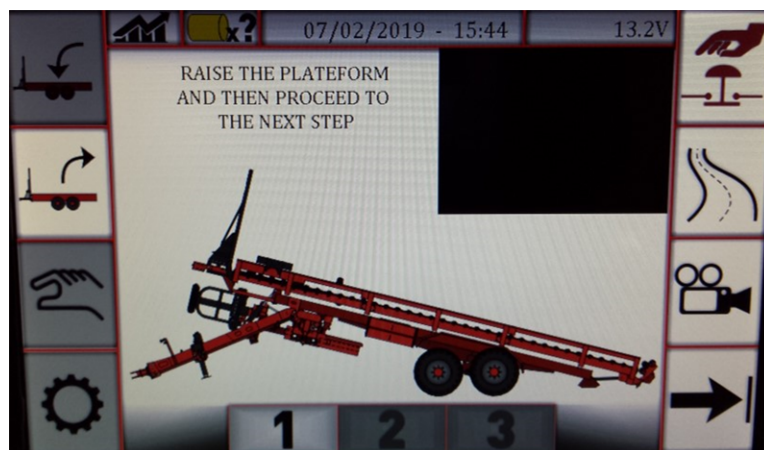 x?
07/02/2019 - 15:44
13.2V
RAISE THE PLATEFORM
AND THEN PROCEED TO
THE NEXT STEP
1
2
3